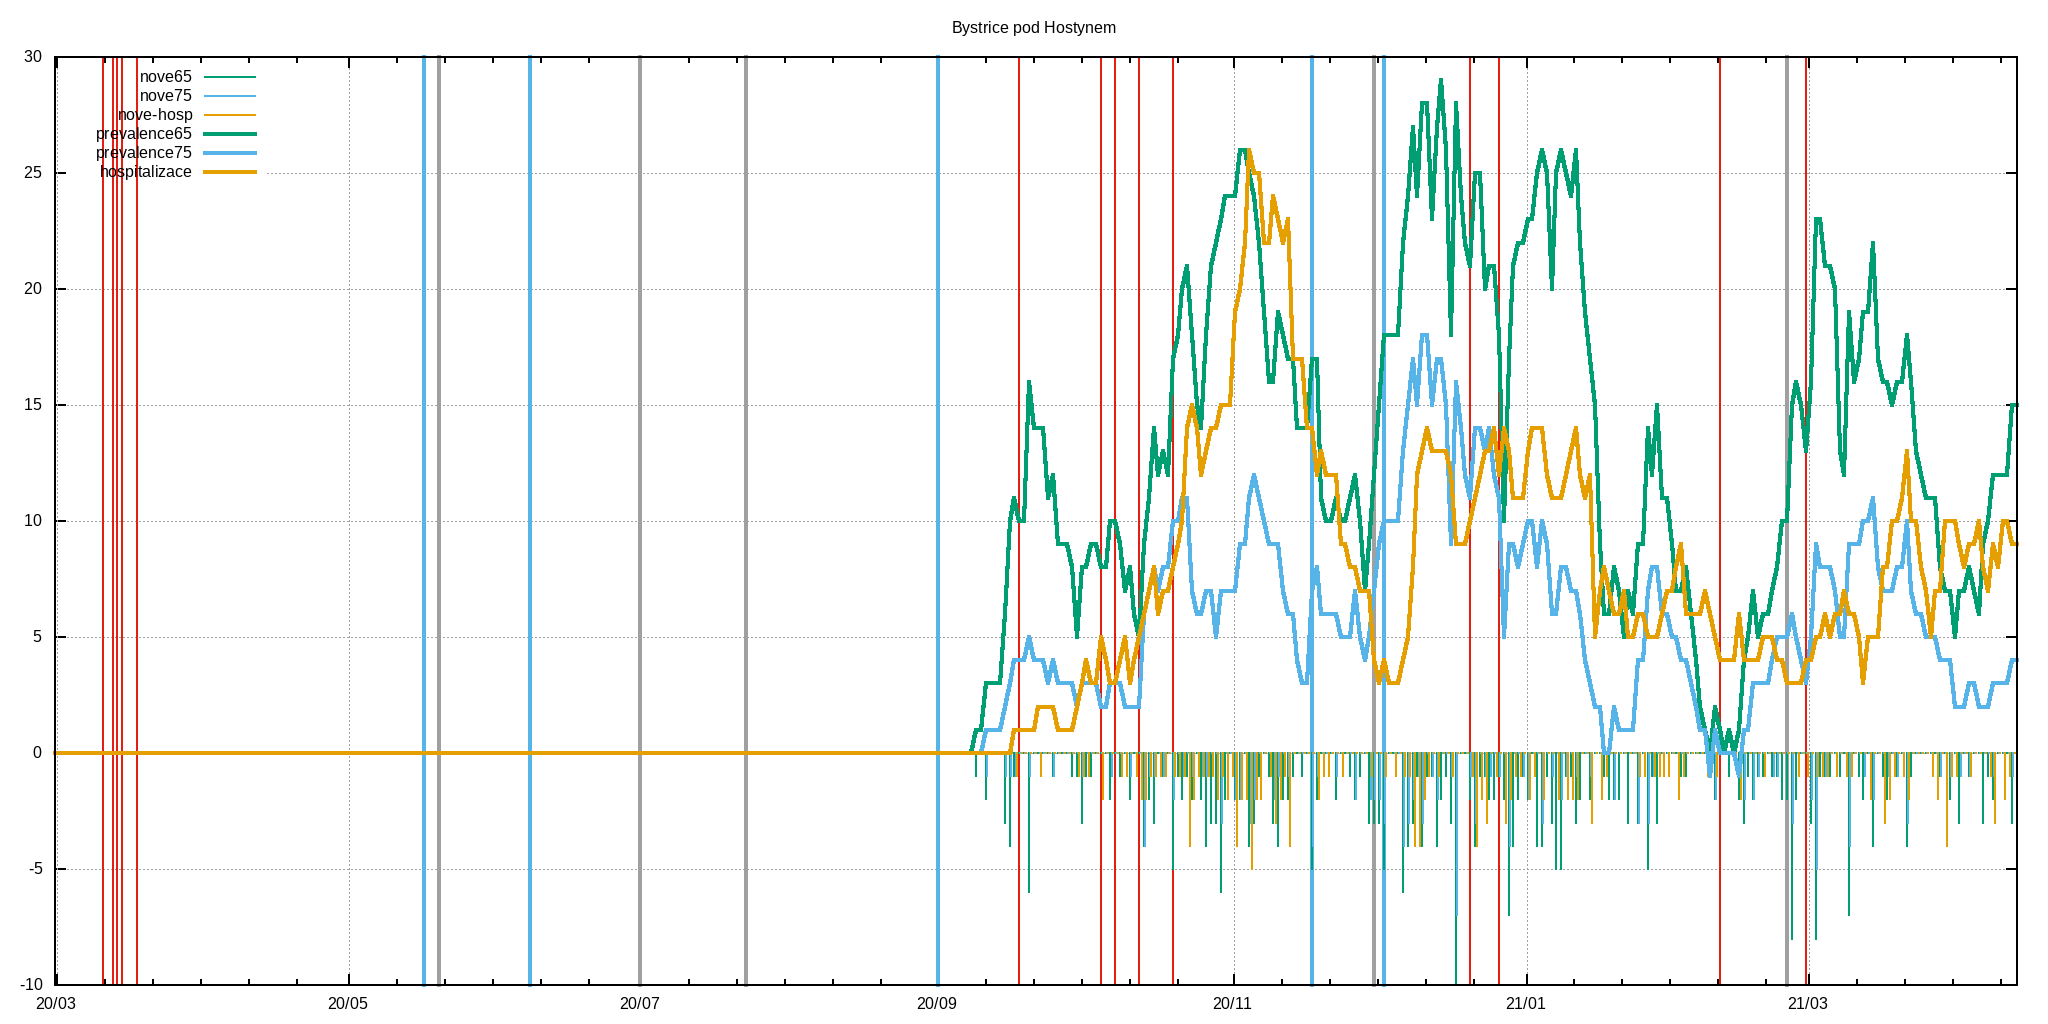 Bystrice pod Hostynem
30
25
20
15
10
5
0
-5
-10
nove65
nove75
nove-hosp
prevalence65
prevalence75
hospitalizace
20/03 20/05 20/07 20/09 20/11 21/01 21/03